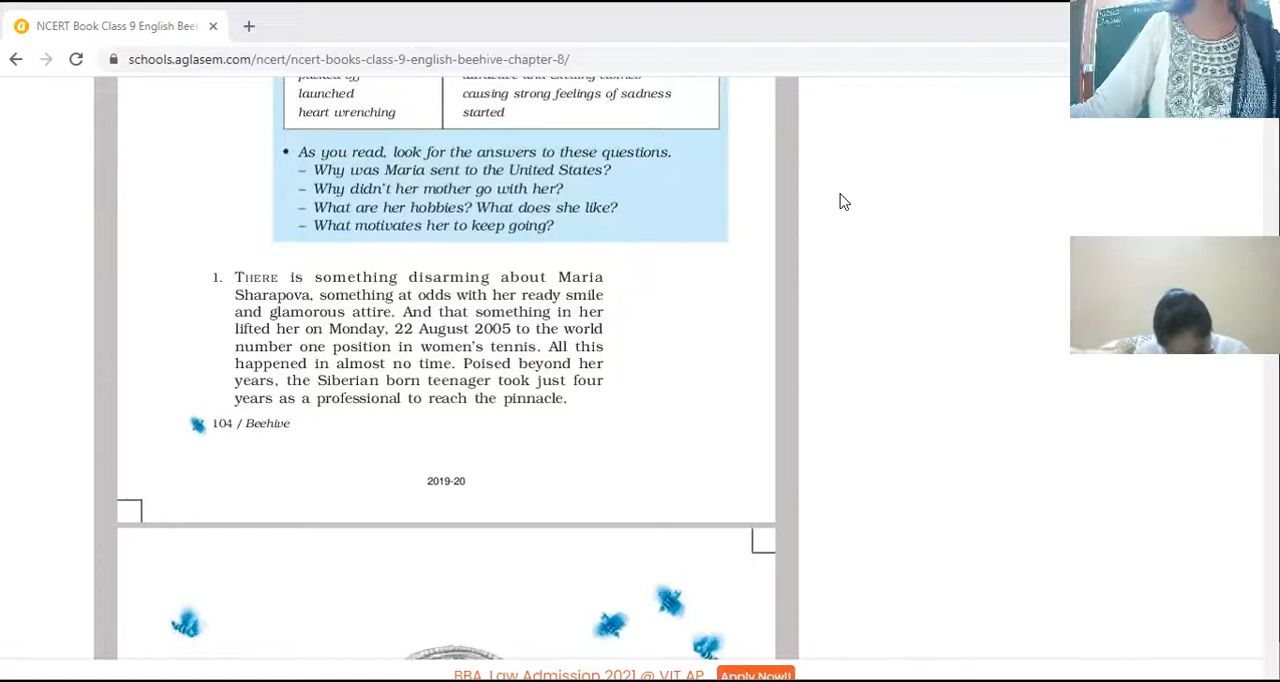 NCERT Book Class 9 English Bee
schools.aglasem.com/ncert/ncert-books-class-9-english-beehive-chapter-8/
launched
causing strong feelings of sadness
heart wrenching
started
• As you read, look for the answers to these questions.
– Why was Maria sent to the United States?
– Why didn't her mother go with her?
– What are her hobbies? What does she like?
– What motivates her to keep going?
1. THERE is something disarming about Maria
Sharapova, something at odds with her ready smile
and glamorous attire. And that something in her
lifted her on Monday, 22 August 2005 to the world
number one position in women's tennis. All this
happened in almost no time. Poised beyond her
years, the Siberian born teenager took just four
years as a professional to reach the pinnacle.
104 / Beehive
2019-20
BBA, Law Admission 2021 @ VIT AP
Apply Now!!